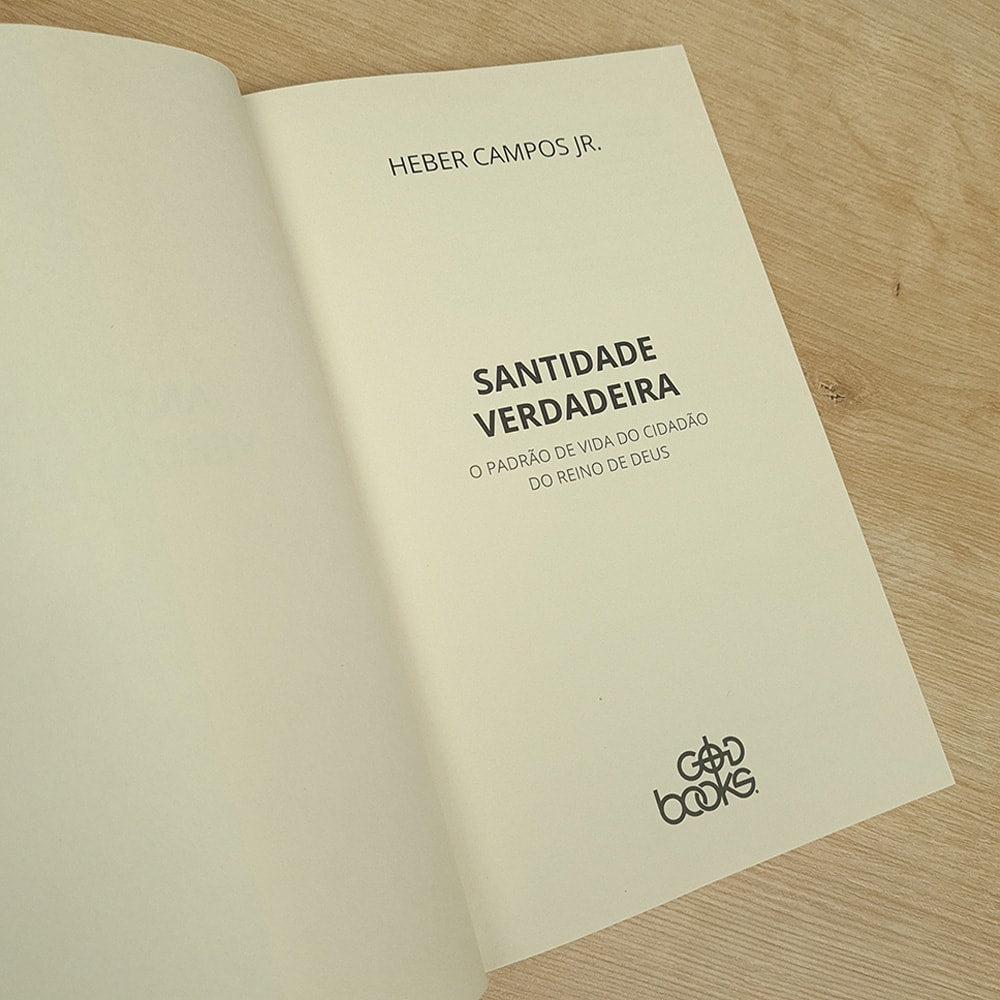 HEBER CAMPOS JR.
SANTIDADE
VERDADEIRA
O PADRÃO DE VIDA DO CIDADÃO
DO REINO DE DEUS
GOD
books.